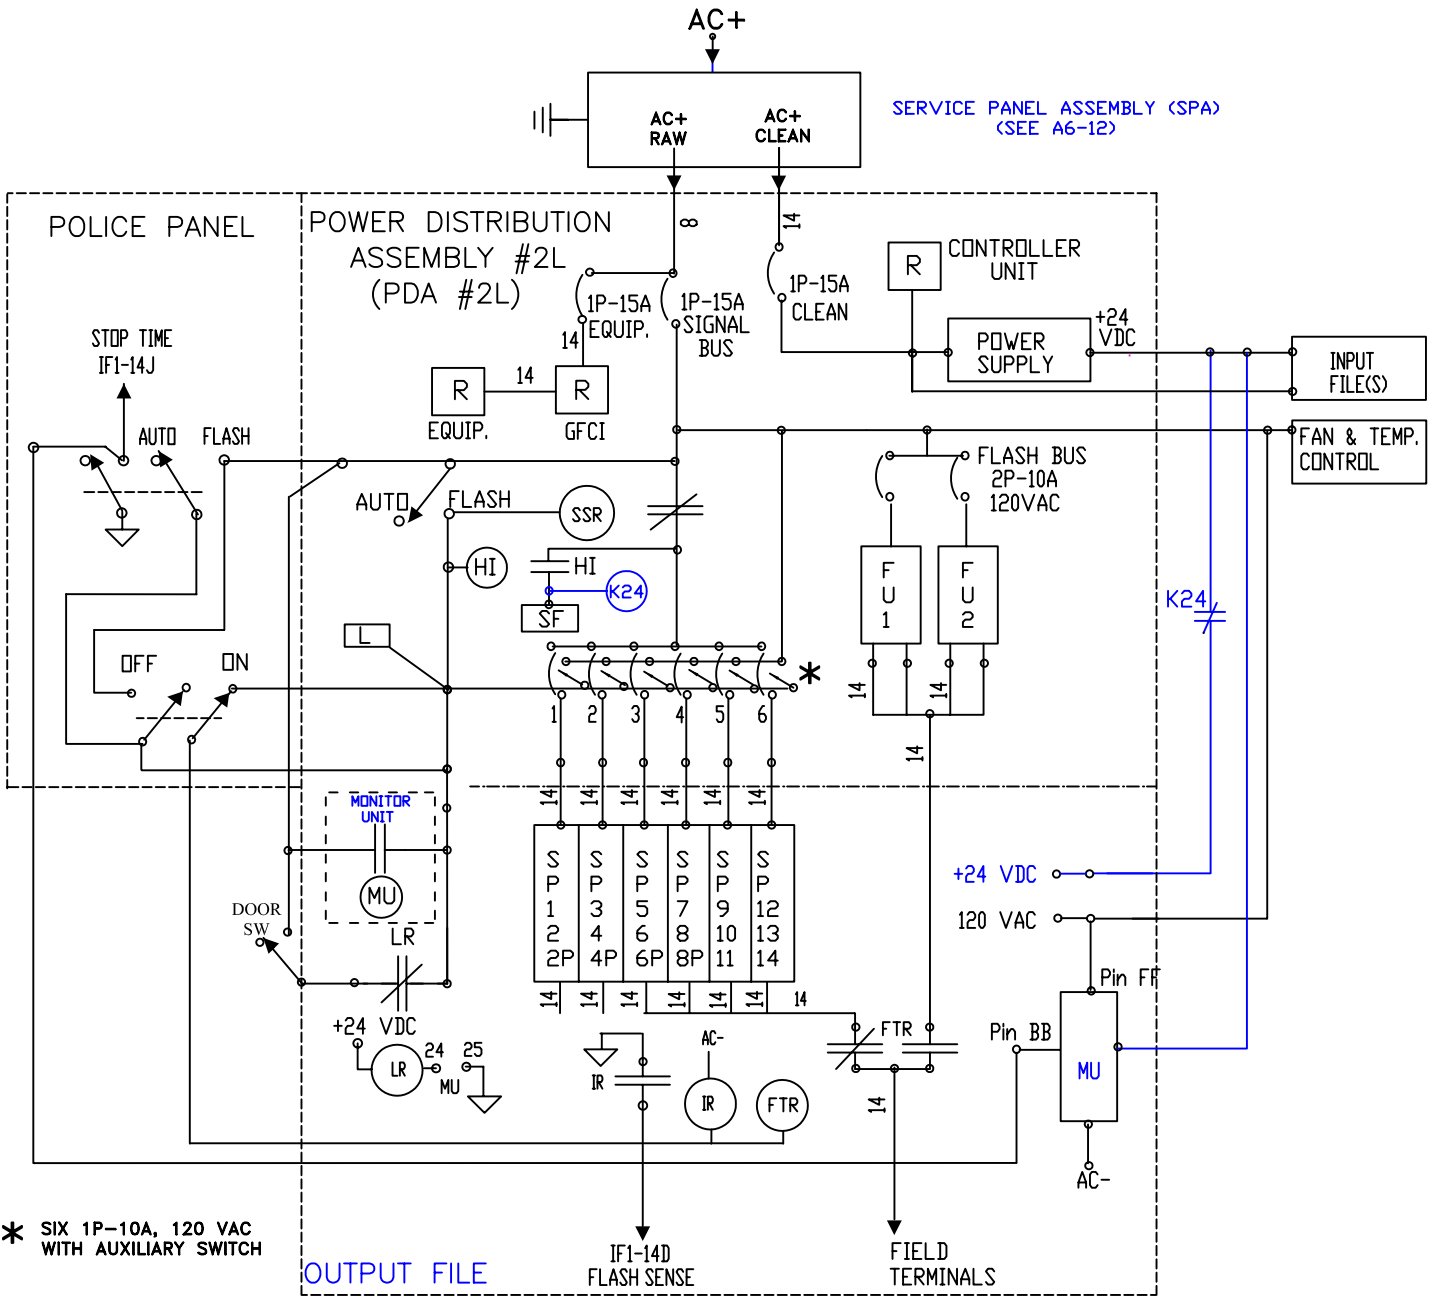 AC+
AC+
RAW
AC+
CLEAN
SERVICE PANEL ASSEMBLY (SPA)
(SEE A6-12)
POLICE PANEL
POWER DISTRIBUTION
ASSEMBLY #2L
(PDA #2L)
8
14
R
CONTROLLER
UNIT
1P-15A
EQUIP.
1P-15A
SIGNAL
BUS
1P-15A
CLEAN
POWER
SUPPLY
+24
VDC
INPUT
FILE(S)
STOP TIME
IF1-14J
14
14
R
R
EQUIP.
GFCI
AUTO
FLASH
FAN & TEMP.
CONTROL
FLASH BUS
2P-10A
120VAC
AUTO
FLASH
SSR
HI
HI
K24
SF
F
U
1
F
U
2
K24
L
OFF
ON
*
1
2
3
4
5
6
14
14
14
MONITOR
UNIT
MU
14
14
14
14
14
14
S
P
1
2
2P
S
P
3
4
4P
S
P
5
6
6P
S
P
7
8
8P
S
P
9
10
11
S
P
12
13
14
+24 VDC
120 VAC
DOOR
SW
LR
14
14
14
14
14
14
14
Pin FF
+24 VDC
LR
24
25
MU
IR
AC-
IR
FTR
FTR
14
Pin BB
MU
AC-
* SIX 1P-10A, 120 VAC
WITH AUXILIARY SWITCH
OUTPUT FILE
IF1-14D
FLASH SENSE
FIELD
TERMINALS